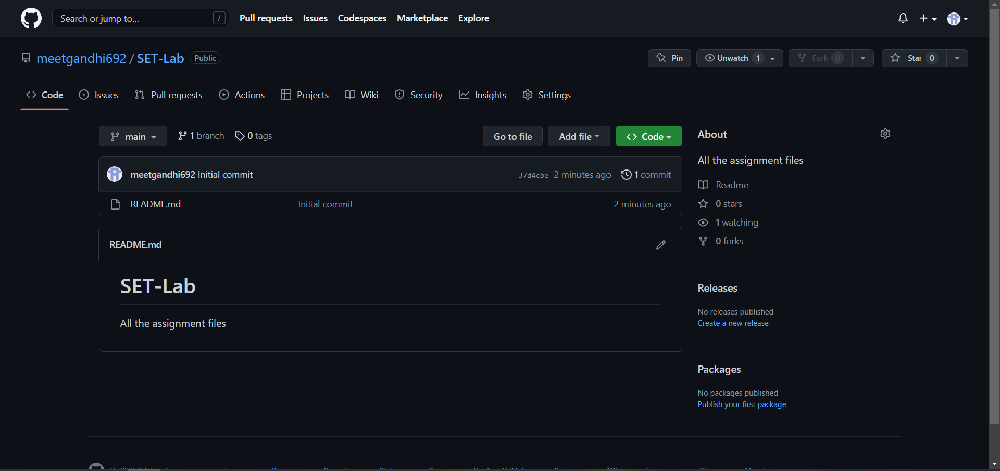 Search or jump to... /
Pull requests Issues Codespaces Marketplace Explore
meetgandhi692 / SET-Lab Public
Pin Unwatch 1 Fork 0 Star 0
Code Issues Pull requests Actions Projects Wiki Security Insights Settings
main 1 branch 0 tags Go to file Add file Code
meetgandhi692 Initial commit 37d4cbe 2 minutes ago 1 commit
README.md Initial commit 2 minutes ago
README.md
SET-Lab
All the assignment files
About
All the assignment files
Readme
0 stars
1 watching
0 forks
Releases
No releases published
Create a new release
Packages
No packages published
Publish your first package